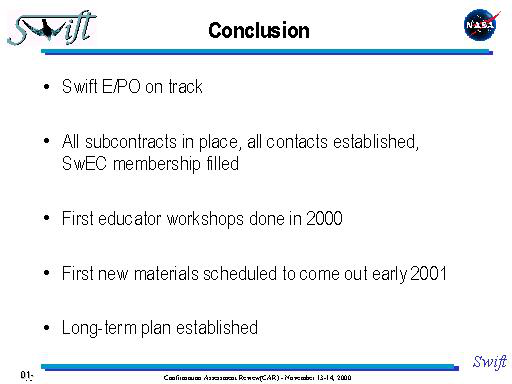 Swift
Conclusion
NASA
• Swift E/PO on track
• All subcontracts in place, all contacts established,
SwEC membership filled
• First educator workshops done in 2000
• First new materials scheduled to come out early 2001
• Long-term plan established
Swift
01-
Confirmation Assessment Review(CAR) - November 13-14, 2000